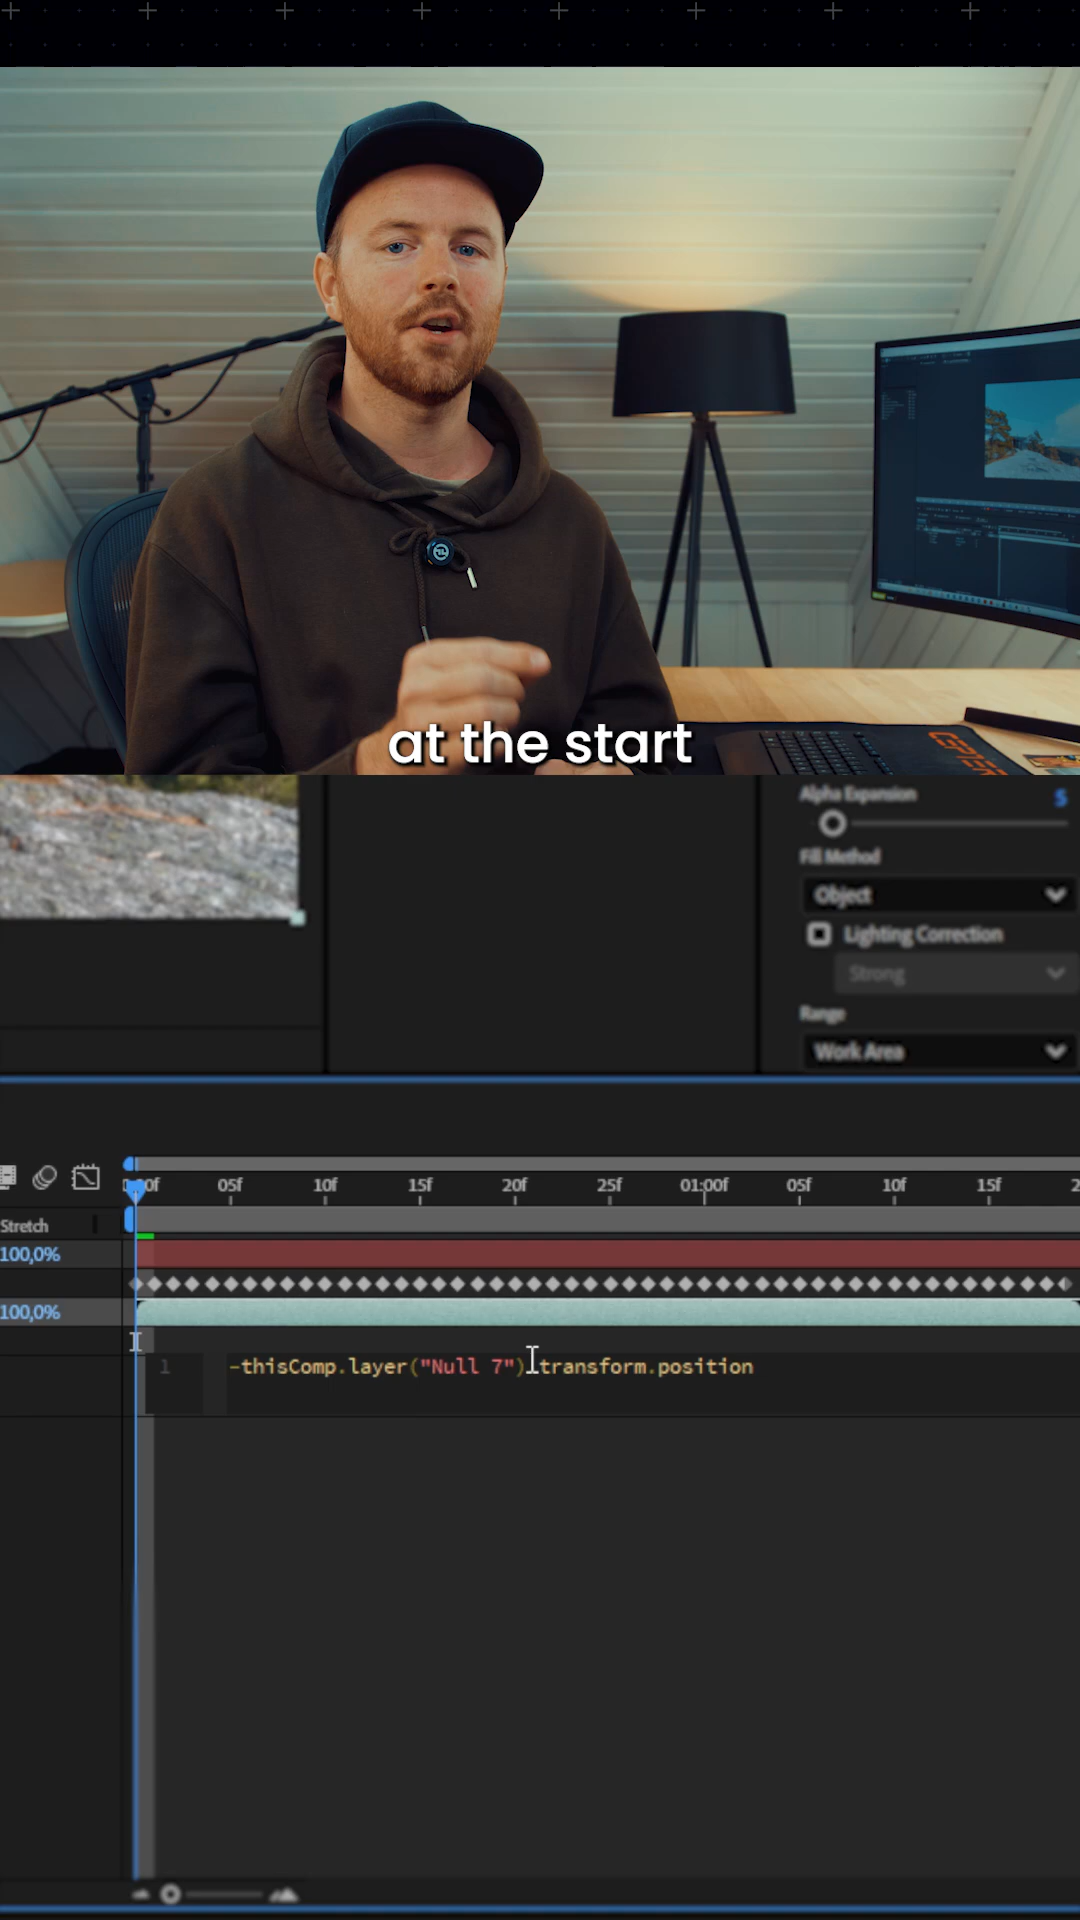 at the start
Alpha Expansion
5
Fill Method
Object
Lighting Correction
Strong
Range
Work Area
05f 10f 15f 20f 25f 01:00f 05f 10f 15f
Stretch
100,0%
100,0%
1 -thisComp.layer("Null 7").transform.position